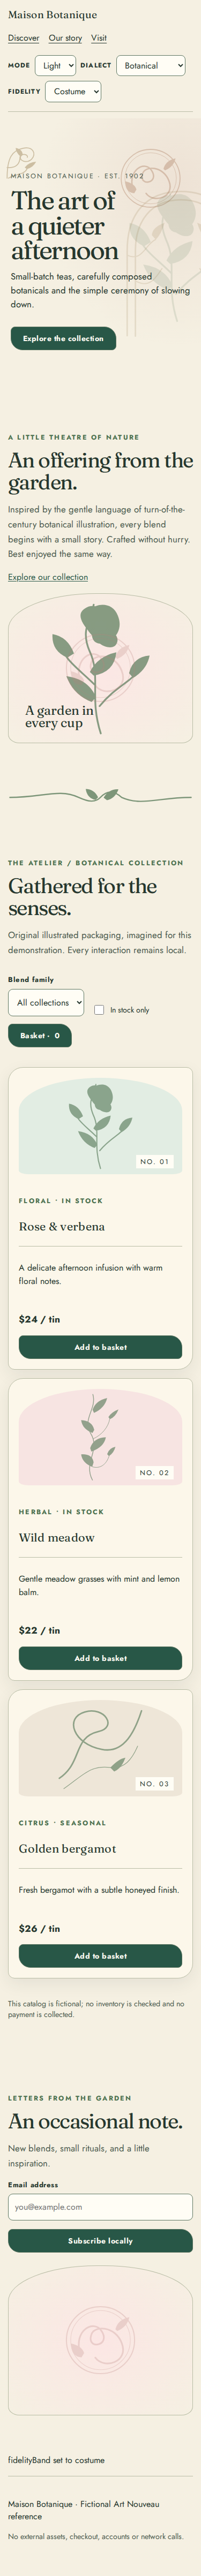 Maison Botanique
Discover Our story Visit
MODE Light DIALECT Botanical
FIDELITY Costume
MAISON BOTANIQUE · EST. 1902
The art of
a quieter
afternoon
Small-batch teas, carefully composed
botanicals and the simple ceremony of slowing
down.
Explore the collection
A LITTLE THEATRE OF NATURE
An offering from the
garden.
Inspired by the gentle language of turn-of-the-
century botanical illustration, every blend
begins with a small story. Crafted without hurry.
Best enjoyed the same way.
Explore our collection
A garden in
every cup
THE ATELIER / BOTANICAL COLLECTION
Gathered for the
senses.
Original illustrated packaging, imagined for this
demonstration. Every interaction remains local.
Blend family
All collections In stock only
Basket · 0
NO. 01
FLORAL · IN STOCK
Rose & verbena
A delicate afternoon infusion with warm
floral notes.
$24 / tin
Add to basket
NO. 02
HERBAL · IN STOCK
Wild meadow
Gentle meadow grasses with mint and lemon
balm.
$22 / tin
Add to basket
NO. 03
CITRUS · SEASONAL
Golden bergamot
Fresh bergamot with a subtle honeyed finish.
$26 / tin
Add to basket
This catalog is fictional; no inventory is checked and no
payment is collected.
LETTERS FROM THE GARDEN
An occasional note.
New blends, small rituals, and a little
inspiration.
Email address
you@example.com
Subscribe locally
fidelityBand set to costume
Maison Botanique · Fictional Art Nouveau
reference
No external assets, checkout, accounts or network calls.